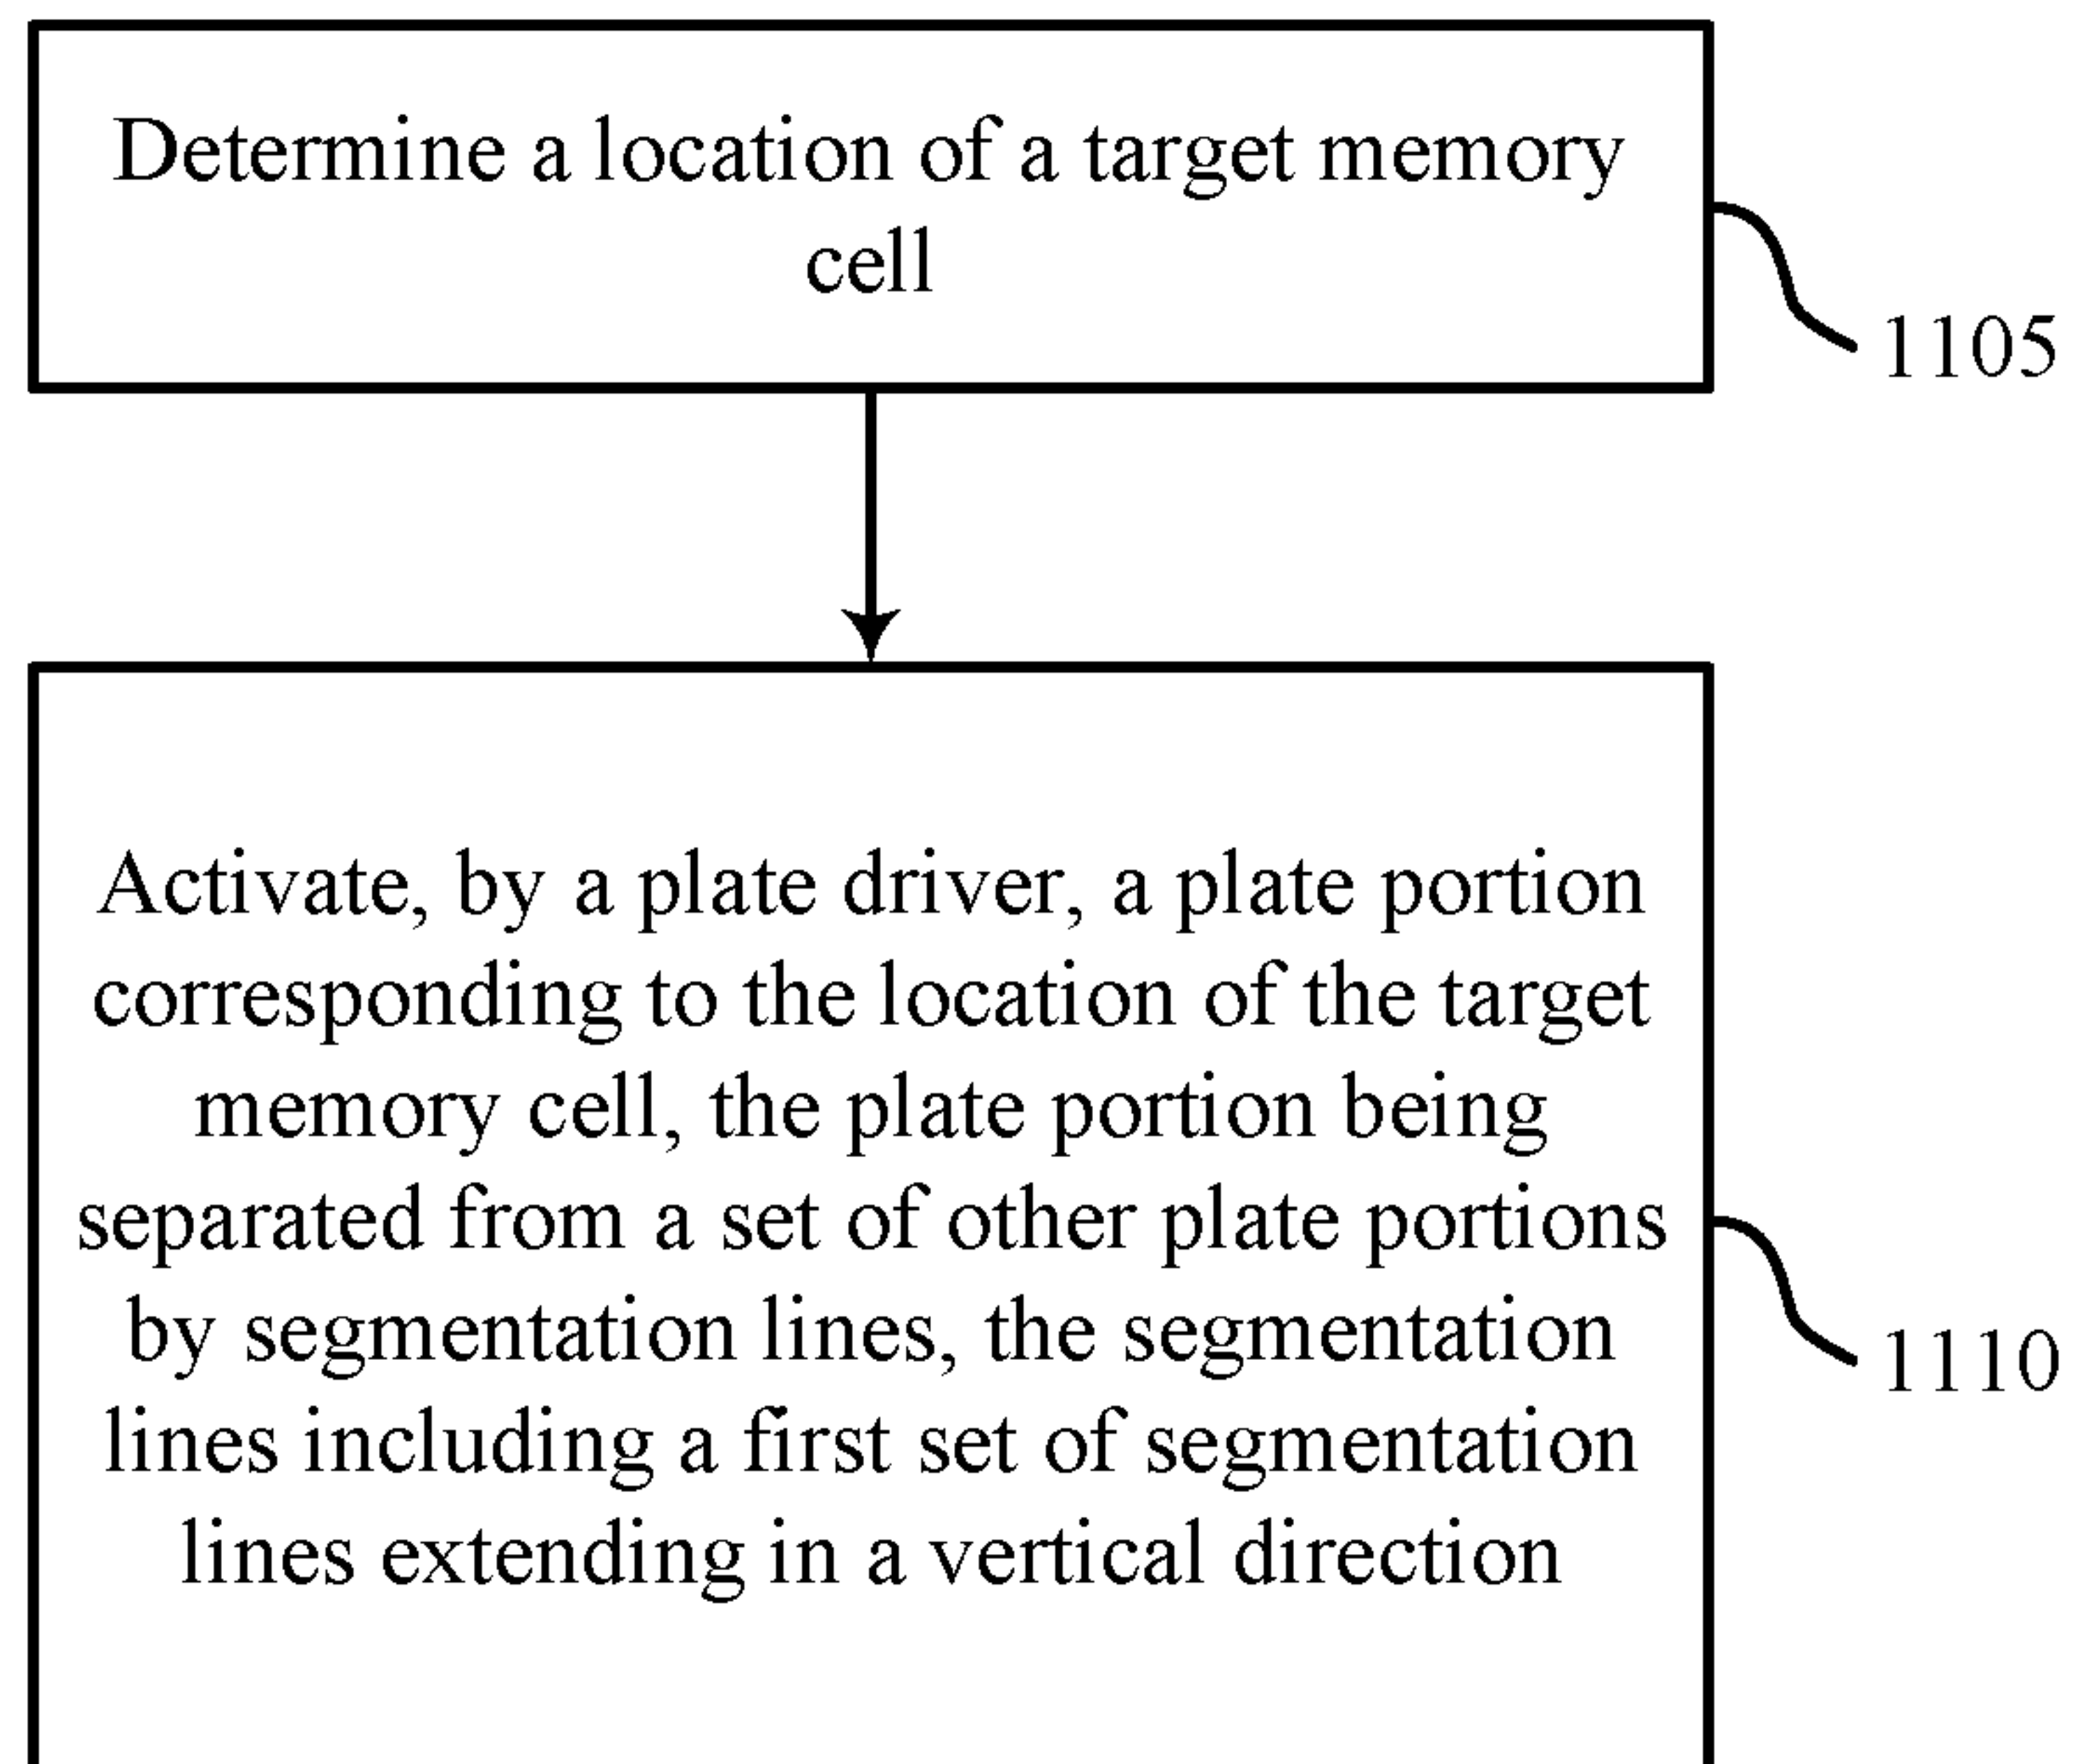 Determine a location of a target memory
cell
1105
Activate, by a plate driver, a plate portion
corresponding to the location of the target
memory cell, the plate portion being
separated from a set of other plate portions
by segmentation lines, the segmentation
lines including a first set of segmentation
lines extending in a vertical direction
1110